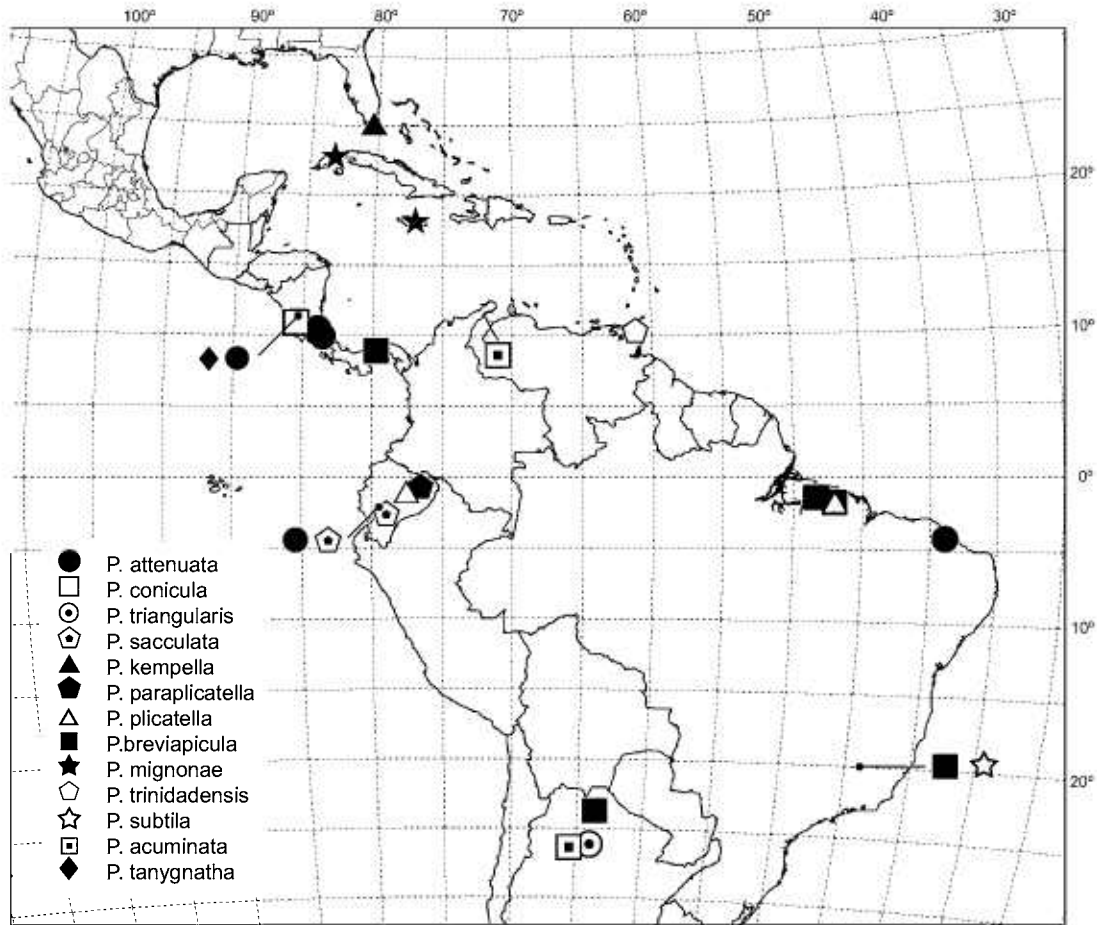 100° 90° 80° 70° 60° 50° 40° 30°
20°
10°
0°
10°
20°
P. attenuata
P. conicula
P. triangularis
P. sacculata
P. kempella
P. paraplicatella
P. plicatella
P.breviapicula
P. mignonae
P. trinidadensis
P. subtila
P. acuminata
P. tanygnatha